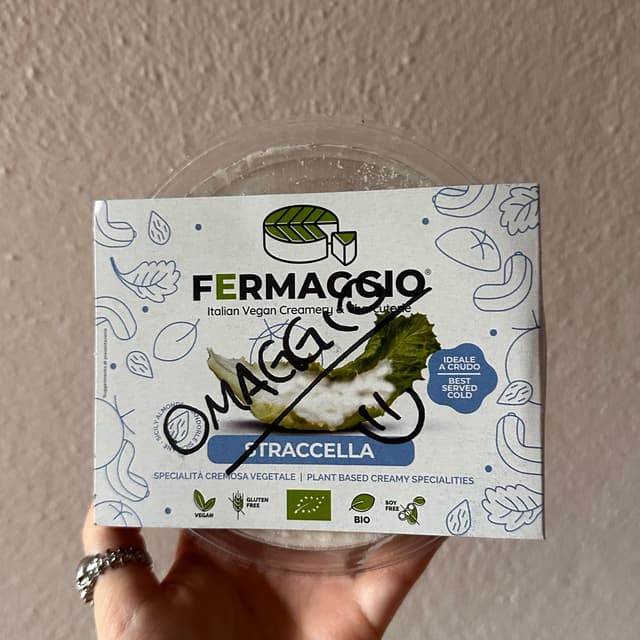 FERMAGGIO®
Italian Vegan Creamery & Charcuterie
OMAGGIO
IDEALE
A CRUDO
BEST
SERVED
COLD
STRACCELLA
SPECIALITÀ CREMOSA VEGETALE | PLANT BASED CREAMY SPECIALITIES
VEGAN
GLUTEN
FREE
BIO
SOY
FREE